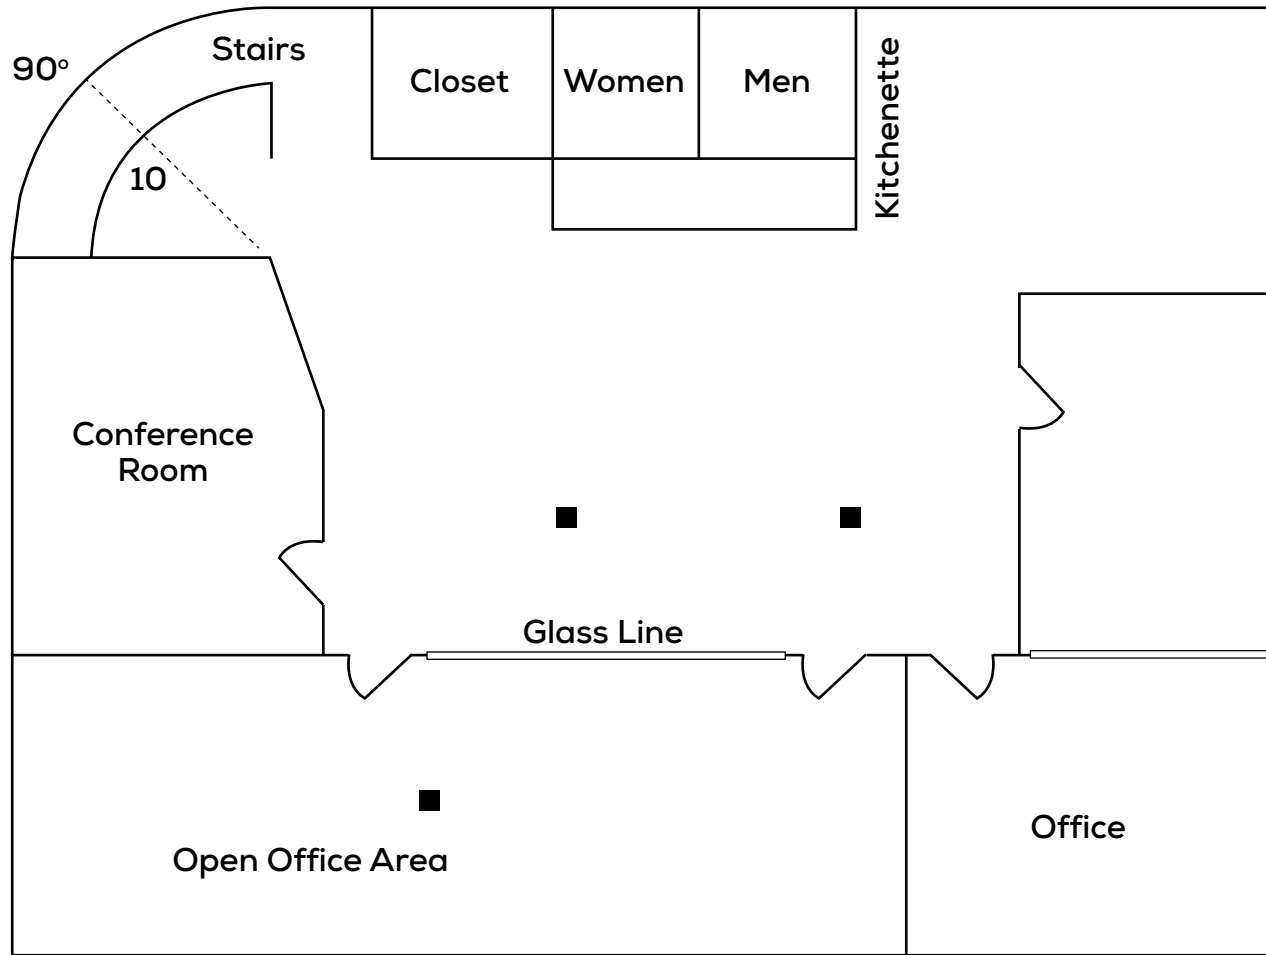 Stairs
90°
Closet
Women
Men
Kitchenette
10
Conference
Room
Glass Line
Office
Open Office Area